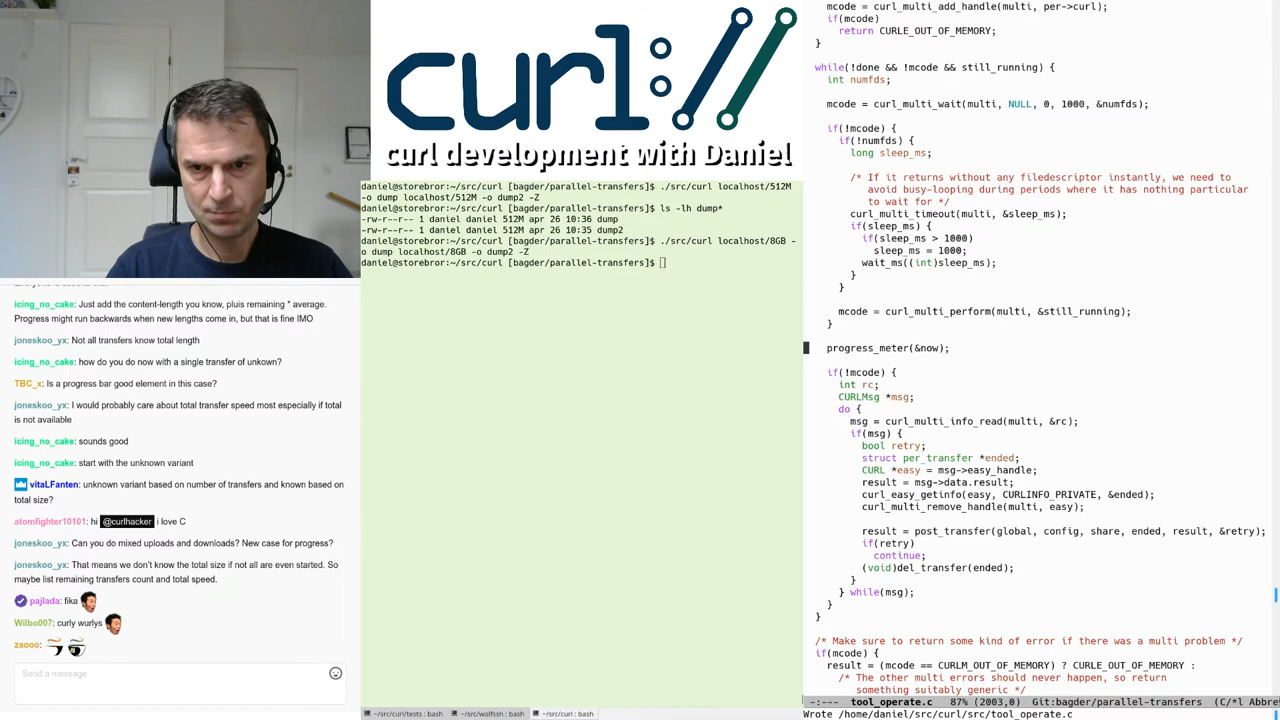 curl://
curl development with Daniel
icing_no_cake: Just add the content-length you know, pluis remaining * average.
Progress might run backwards when new lengths come in, but that is fine IMO
joneskoo_yx: Not all transfers know total length
icing_no_cake: how do you do now with a single transfer of unkown?
TBC_x: Is a progress bar good element in this case?
joneskoo_yx: I would probably care about total transfer speed most especially if total
is not available
icing_no_cake: sounds good
icing_no_cake: start with the unknown variant
vitaLFanten: unknown variant based on number of transfers and known based on
total size?
atomfighter10101: hi @curlhacker i love C
joneskoo_yx: Can you do mixed uploads and downloads? New case for progress?
joneskoo_yx: That means we don't know the total size if not all are even started. So
maybe list remaining transfers count and total speed.
pajlada: fika
Wilbo007: curly wurlys
zaooo:
Send a message
daniel@storebror:~/src/curl [bagder/parallel-transfers]$ ./src/curl localhost/512M
-o dump localhost/512M -o dump2 -Z
daniel@storebror:~/src/curl [bagder/parallel-transfers]$ ls -lh dump*
-rw-r--r-- 1 daniel daniel 512M apr 26 10:36 dump
-rw-r--r-- 1 daniel daniel 512M apr 26 10:35 dump2
daniel@storebror:~/src/curl [bagder/parallel-transfers]$ ./src/curl localhost/8GB -
o dump localhost/8GB -o dump2 -Z
daniel@storebror:~/src/curl [bagder/parallel-transfers]$
~/src/curl/tests : bash
~/src/wolfssh : bash
~/src/curl : bash
mcode = curl_multi_add_handle(multi, per->curl);
if(mcode)
return CURLE_OUT_OF_MEMORY;
}
while(!done && !mcode && still_running) {
int numfds;
mcode = curl_multi_wait(multi, NULL, 0, 1000, &numfds);
if(!mcode) {
if(!numfds) {
long sleep_ms;
/* If it returns without any filedescriptor instantly, we need to
avoid busy-looping during periods where it has nothing particular
to wait for */
curl_multi_timeout(multi, &sleep_ms);
if(sleep_ms) {
if(sleep_ms > 1000)
sleep_ms = 1000;
wait_ms((int)sleep_ms);
}
}
mcode = curl_multi_perform(multi, &still_running);
}
progress_meter(&now);
if(!mcode) {
int rc;
CURLMsg *msg;
do {
msg = curl_multi_info_read(multi, &rc);
if(msg) {
bool retry;
struct per_transfer *ended;
CURL *easy = msg->easy_handle;
result = msg->data.result;
curl_easy_getinfo(easy, CURLINFO_PRIVATE, &ended);
curl_multi_remove_handle(multi, easy);
result = post_transfer(global, config, share, ended, result, &retry);
if(retry)
continue;
(void)del_transfer(ended);
}
} while(msg);
}
}
/* Make sure to return some kind of error if there was a multi problem */
if(mcode) {
result = (mcode == CURLM_OUT_OF_MEMORY) ? CURLE_OUT_OF_MEMORY :
/* The other multi errors should never happen, so return
something suitably generic */
-:--- tool_operate.c 87% (2003,0) Git:bagder/parallel-transfers (C/*l Abbre
Wrote /home/daniel/src/curl/src/tool_operate.c